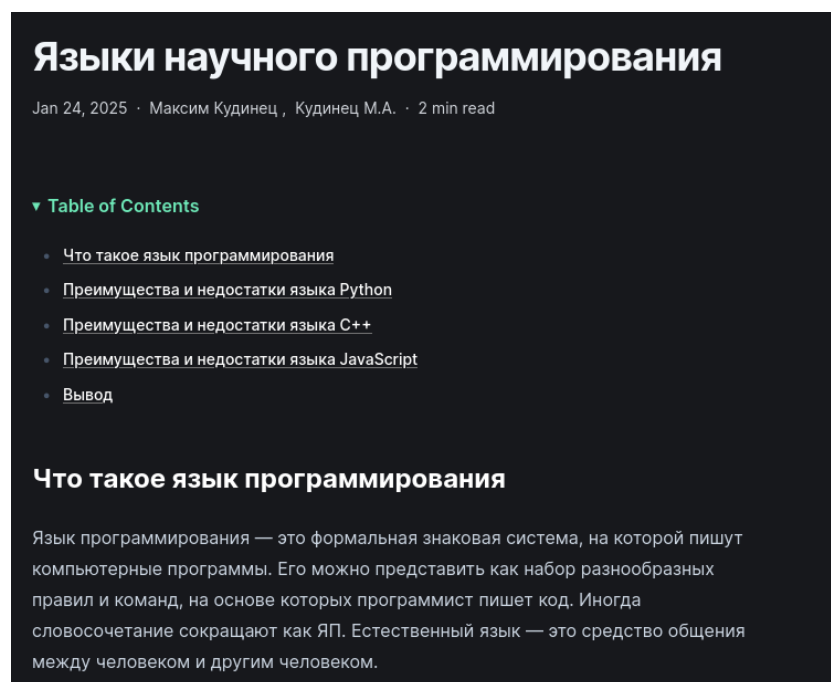 Языки научного программирования
Jan 24, 2025 · Максим Кудинец , Кудинец М.А. · 2 min read
▾ Table of Contents
• Что такое язык программирования
• Преимущества и недостатки языка Python
• Преимущества и недостатки языка C++
• Преимущества и недостатки языка JavaScript
• Вывод
Что такое язык программирования
Язык программирования — это формальная знаковая система, на которой пишут
компьютерные программы. Его можно представить как набор разнообразных
правил и команд, на основе которых программист пишет код. Иногда
словосочетание сокращают как ЯП. Естественный язык — это средство общения
между человеком и другим человеком.